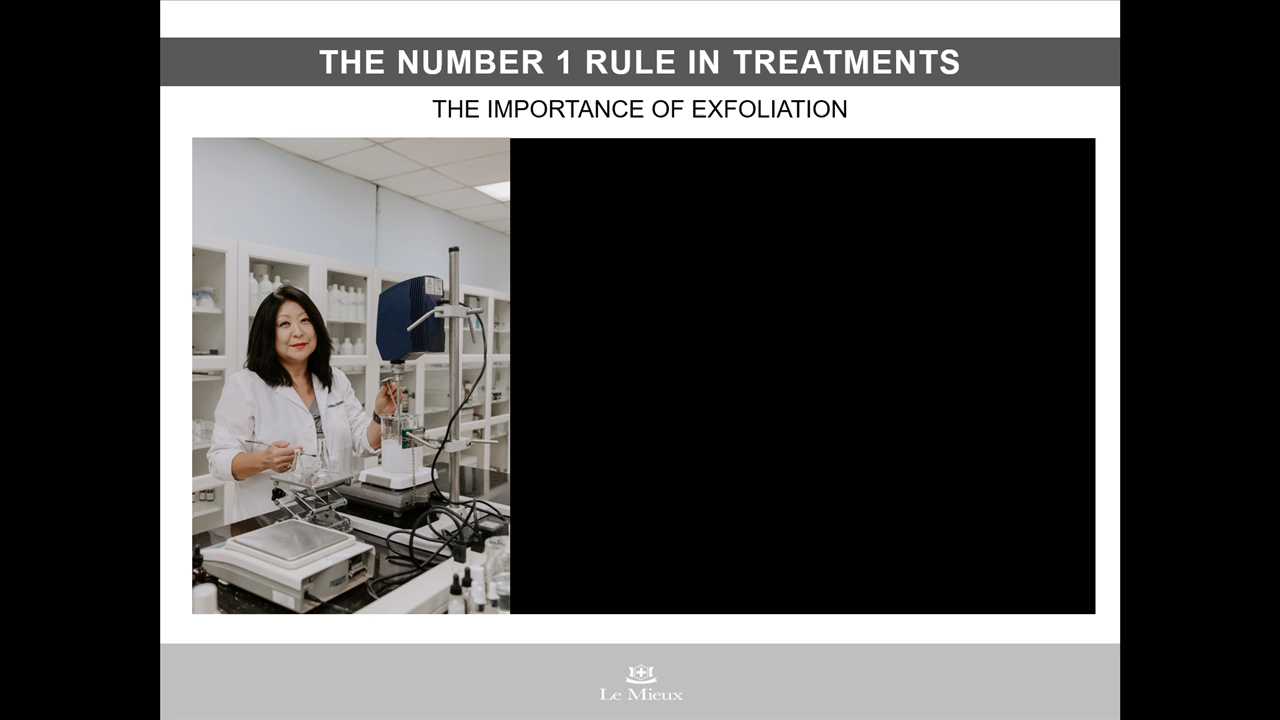 THE NUMBER 1 RULE IN TREATMENTS
THE IMPORTANCE OF EXFOLIATION
Le Mieux